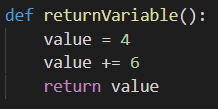 def returnVariable():
    value = 4
    value += 6
    return value